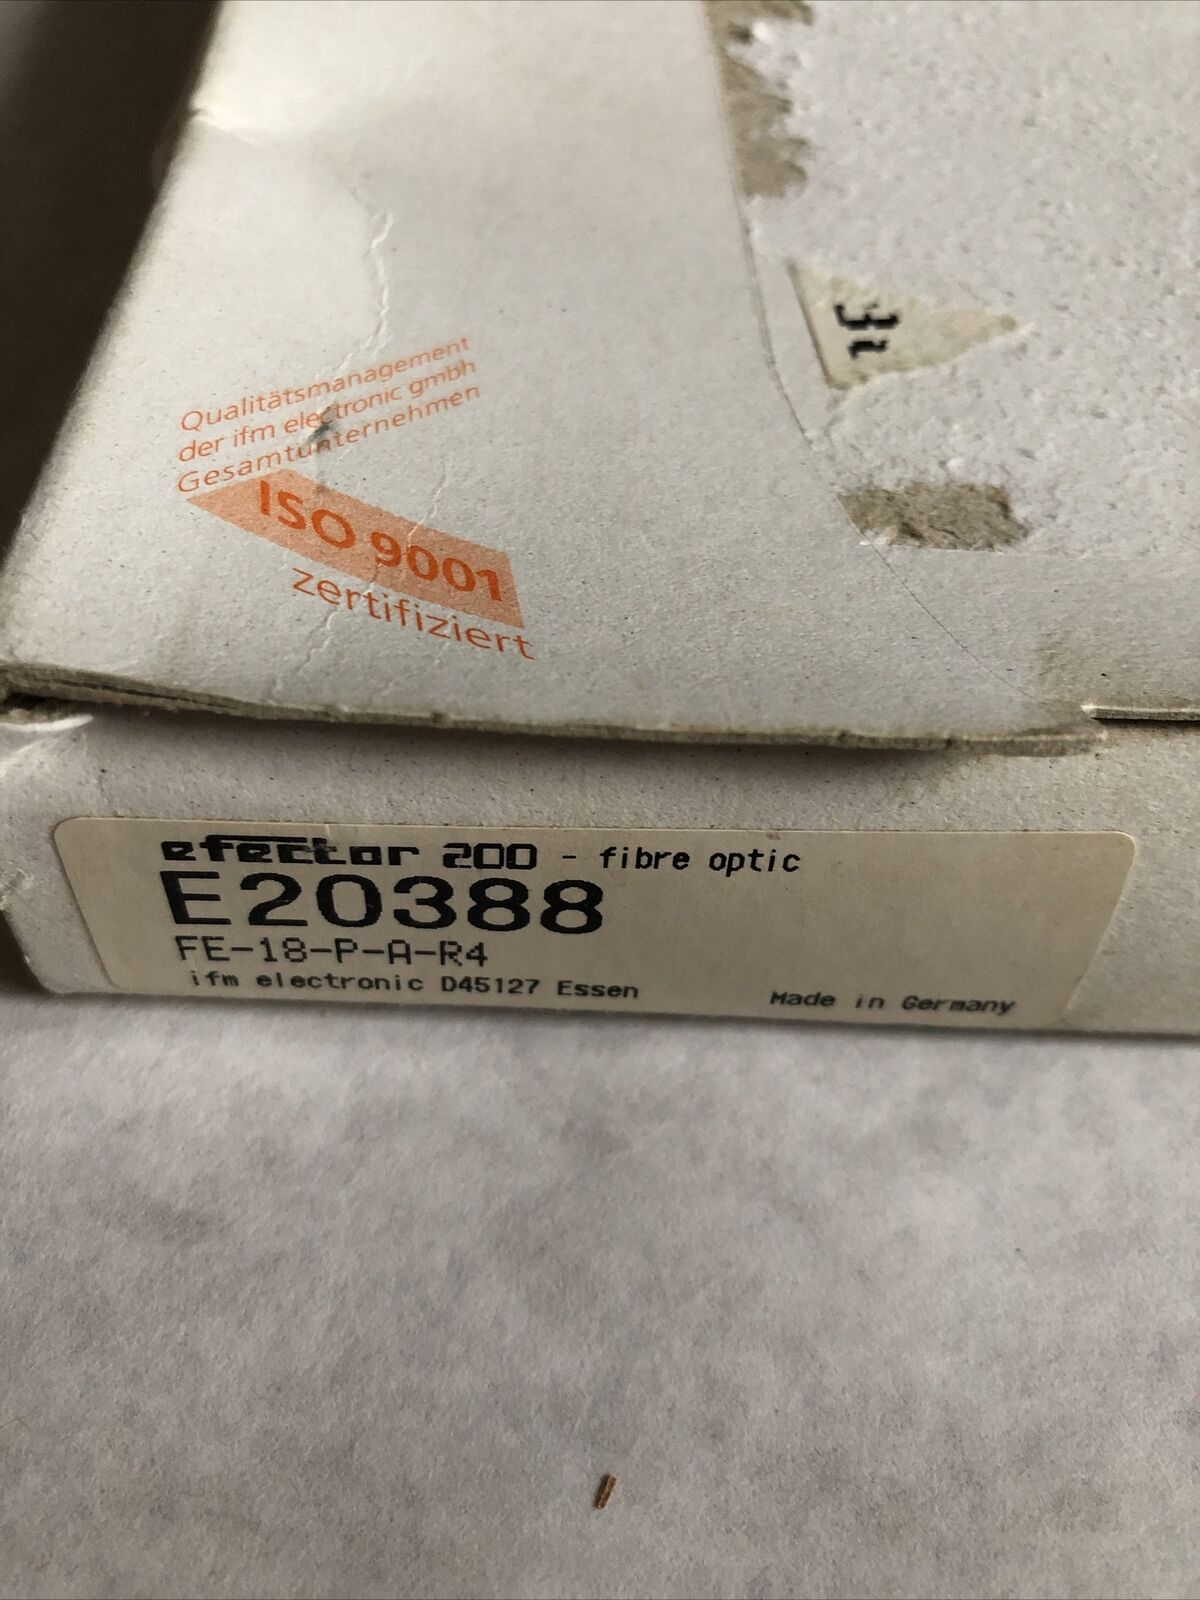 Qualitätsmanagement
der ifm electronic gmbh
Gesamtunternehmen
ISO 9001
zertifiziert
efector 200 - fibre optic
E20388
FE-18-P-A-R4
ifm electronic D45127 Essen
Made in Germany